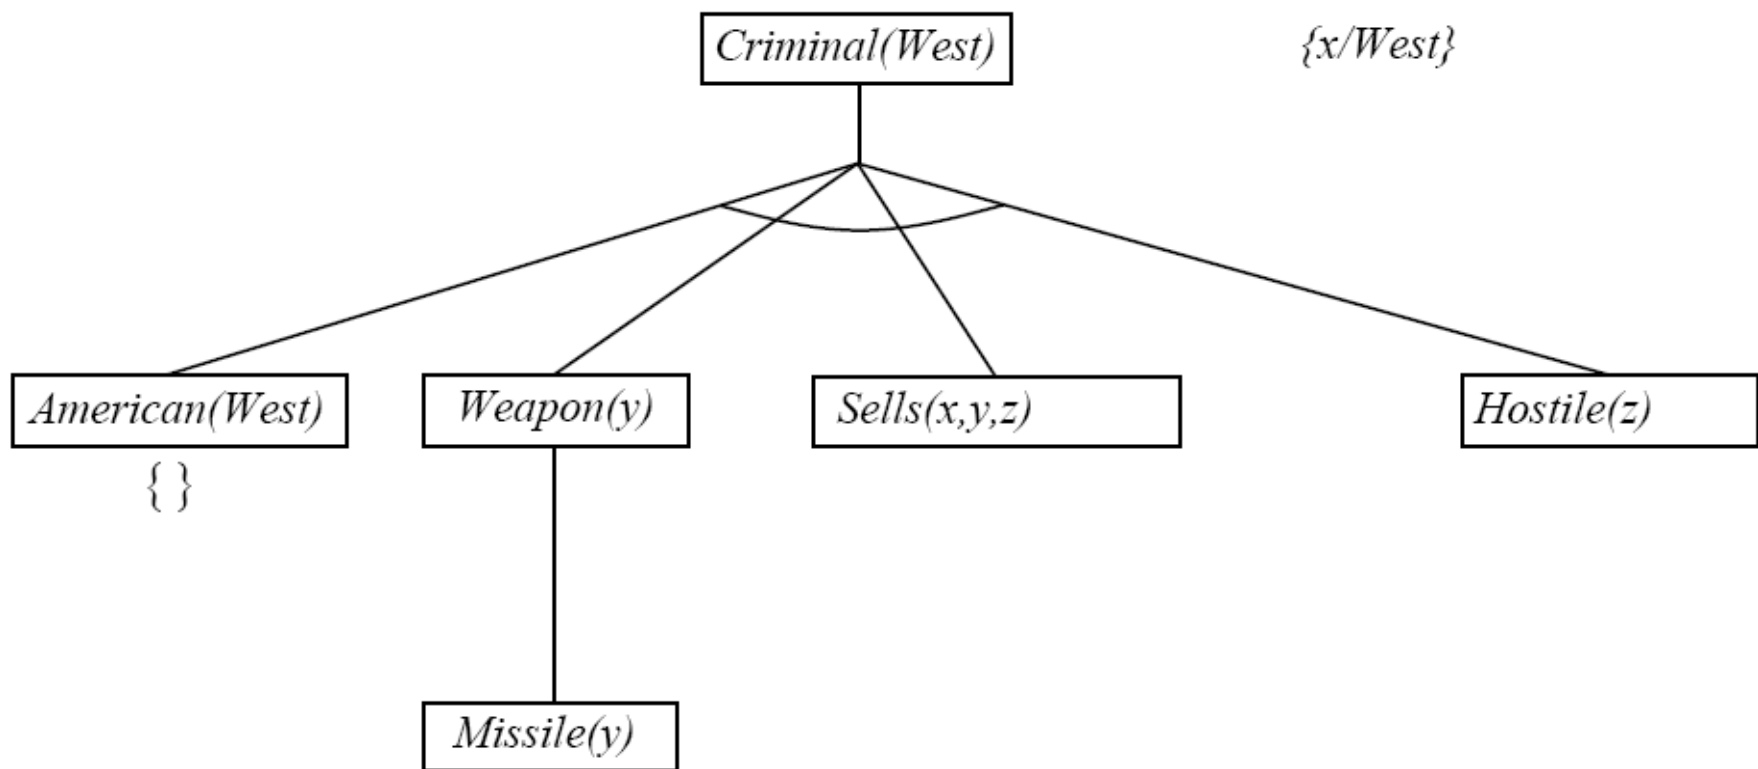 Criminal(West)
{x/West}
American(West)
Weapon(y)
Sells(x,y,z)
Hostile(z)
{ }
Missile(y)